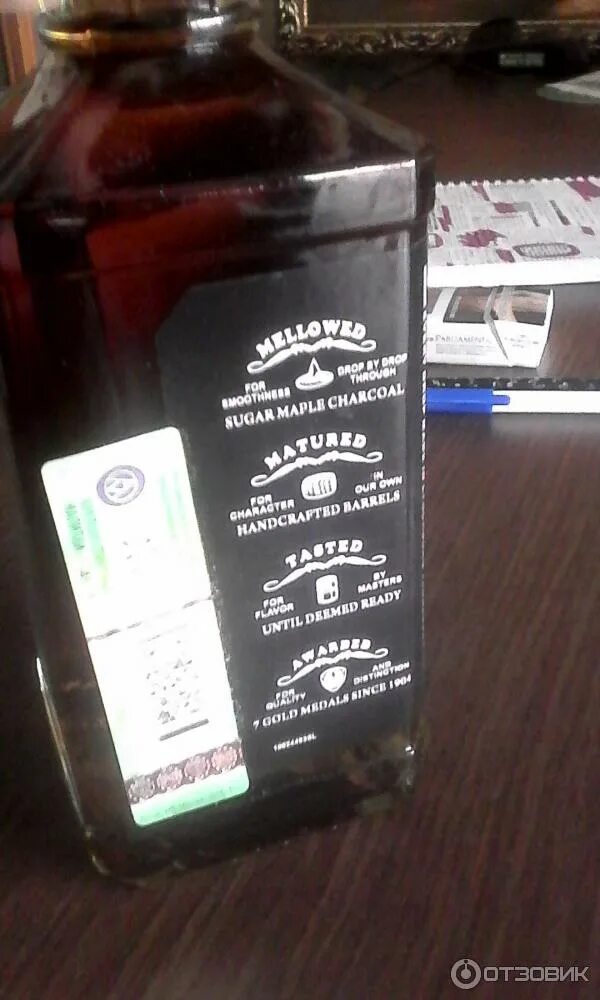 MELLOWED
FOR SMOOTHNESS
DROP BY DROP THROUGH
SUGAR MAPLE CHARCOAL
MATURED
FOR CHARACTER
IN OUR OWN
HANDCRAFTED BARRELS
TASTED
FOR FLAVOR
BY MASTERS
UNTIL DEEMED READY
AWARDED
FOR QUALITY
AND DISTINCTION
7 GOLD MEDALS SINCE 1904
PARLIAMENT
ОТЗОВИК